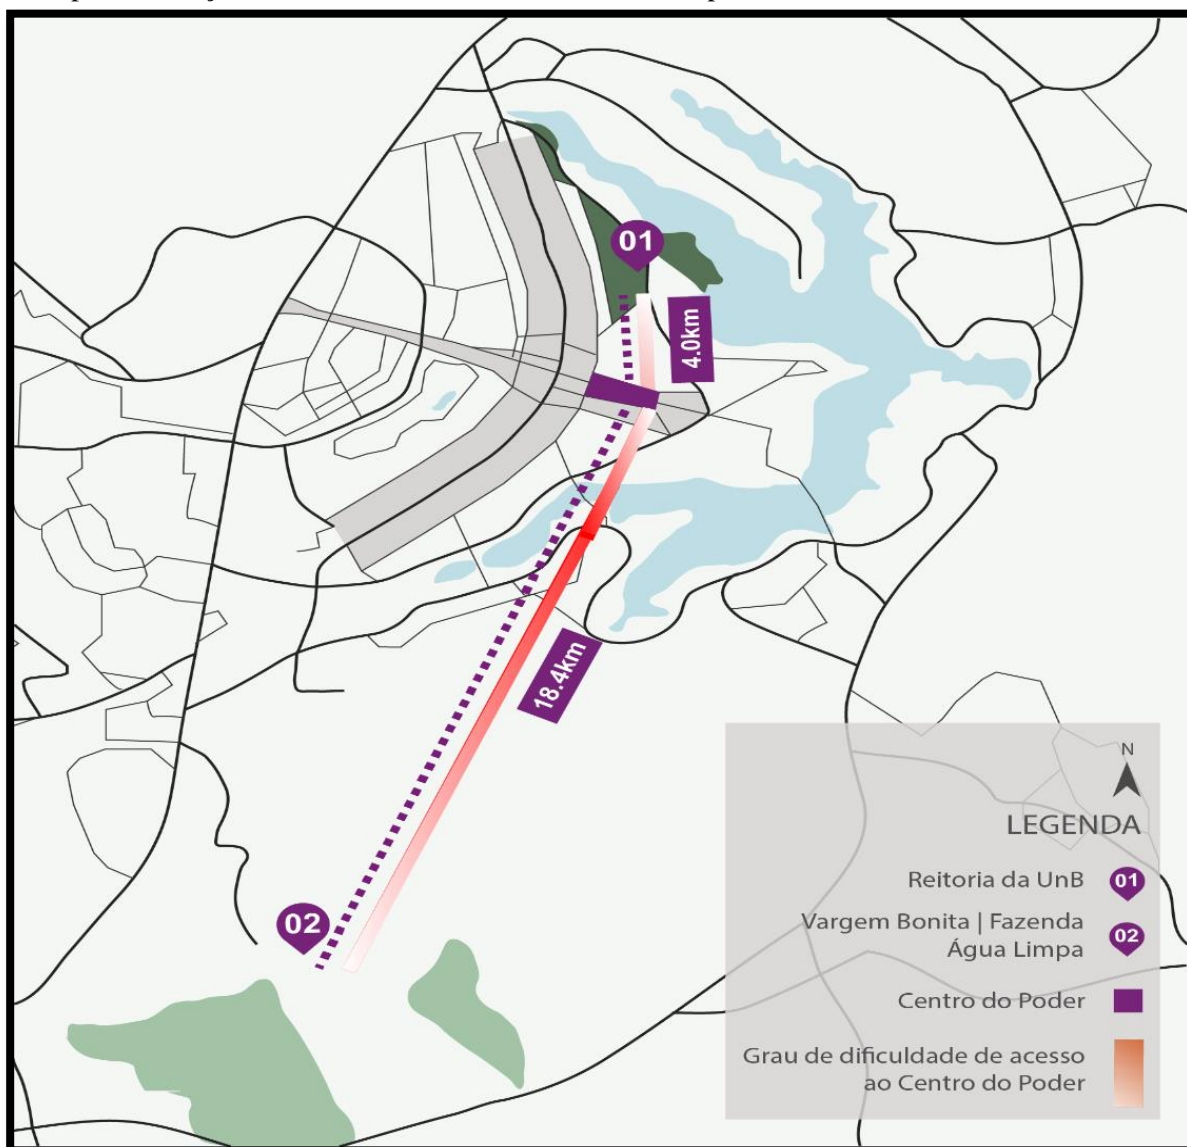 01
4.0km
18.4km
02
N
LEGENDA
Reitoria da UnB 01
Vargem Bonita | Fazenda
Água Limpa 02
Centro do Poder
Grau de dificuldade de acesso
ao Centro do Poder